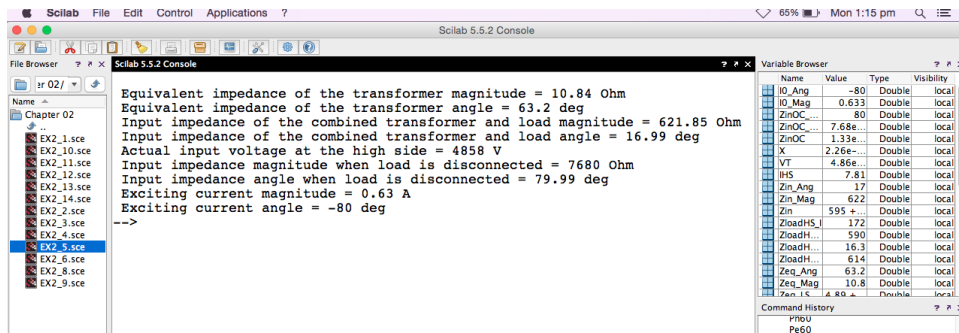 Scilab File Edit Control Applications ?
65% Mon 1:15 pm
Scilab 5.5.2 Console
File Browser ? ↗ ×
Scilab 5.5.2 Console ? ↗ ×
Variable Browser ? ↗
er 02/
Name
Chapter 02
..
EX2_1.sce
EX2_10.sce
EX2_11.sce
EX2_12.sce
EX2_13.sce
EX2_14.sce
EX2_2.sce
EX2_3.sce
EX2_4.sce
EX2_5.sce
EX2_6.sce
EX2_8.sce
EX2_9.sce
Equivalent impedance of the transformer magnitude = 10.84 Ohm
Equivalent impedance of the transformer angle = 63.2 deg
Input impedance of the combined transformer and load magnitude = 621.85 Ohm
Input impedance of the combined transformer and load angle = 16.99 deg
Actual input voltage at the high side = 4858 V
Input impedance magnitude when load is disconnected = 7680 Ohm
Input impedance angle when load is disconnected = 79.99 deg
Exciting current magnitude = 0.63 A
Exciting current angle = -80 deg
-->
Name Value Type Visibility
I0_Ang -80 Double local
I0_Mag 0.633 Double local
ZinOC_... 80 Double local
ZinOC_... 7.68e... Double local
ZinOC 1.33e... Double local
X 2.26e-... Double local
VT 4.86e... Double local
IHS 7.81 Double local
Zin_Ang 17 Double local
Zin_Mag 622 Double local
Zin 595 +... Double local
ZloadHS_I 172 Double local
ZloadH... 590 Double local
ZloadH... 16.3 Double local
ZloadH... 614 Double local
Zeq_Ang 63.2 Double local
Zeq_Mag 10.8 Double local
Zeq_LS 4.89 +... Double local
Command History ? ↗
Ph60
Pe60